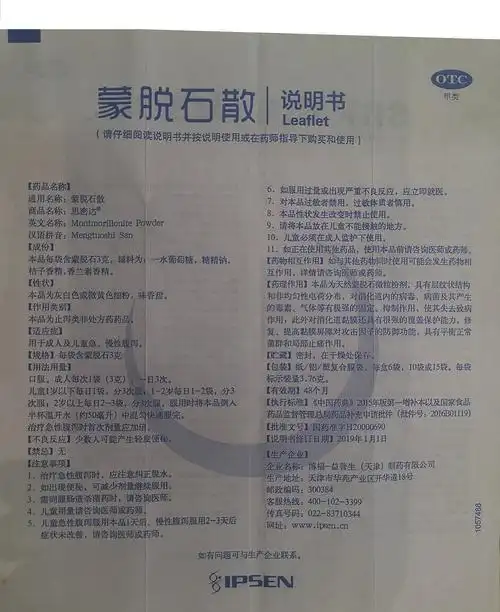 OTC
甲类
蒙脱石散 说明书
Leaflet
(请仔细阅读说明书并按说明使用或在药师指导下购买和使用)
【药品名称】
通用名称：蒙脱石散
商品名称：思密达®
英文名称：Montmorillonite Powder
汉语拼音：Mengtuoshi San
【成份】
本品每袋含蒙脱石3克，辅料为：一水葡萄糖，糖精钠，
桔子香精，香兰素香精。
【性状】
本品为灰白色或微黄色细粉，味香甜。
【作用类别】
本品为止泻类非处方药药品。
【适应症】
用于成人及儿童急、慢性腹泻。
【规格】每袋含蒙脱石3克
【用法用量】
口服。成人每次1袋（3克），一日3次。
儿童1岁以下每日1袋，分3次服；1-2岁每日1-2袋，分3
次服；2岁以上每日2-3袋，分3次服，服用时将本品倒入
半杯温开水（约50毫升）中混匀快速服完。
治疗急性腹泻时首次剂量应加倍。
【不良反应】少数人可能产生轻度便秘。
【禁忌】无
【注意事项】
1．治疗急性腹泻时，应注意纠正脱水。
2．如出现便秘，可减少剂量继续服用。
3．需同服肠道杀菌药时，请咨询医师。
4．儿童用量请咨询医师或药师。
5．儿童急性腹泻服用本品1天后、慢性腹泻服用2-3天后
症状未改善，请咨询医师或药师。
6．如服用过量或出现严重不良反应，应立即就医。
7．对本品过敏者禁用，过敏体质者慎用。
8．本品性状发生改变时禁止使用。
9．请将本品放在儿童不能接触的地方。
10．儿童必须在成人监护下使用。
11．如正在使用其他药品，使用本品前请咨询医师或药师。
【药物相互作用】如与其他药物同时使用可能会发生药物相
互作用，详情请咨询医师或药师。
【药理作用】本品为天然蒙脱石微粒粉剂，具有层纹状结构
和非均匀性电荷分布，对消化道内的病毒、病菌及其产生
的毒素、气体等有极强的固定、抑制作用，使其失去致病
作用；此外对消化道黏膜还具有很强的覆盖保护能力，修
复、提高黏膜屏障对攻击因子的防御功能，具有平衡正常
菌群和局部止痛作用。
【贮藏】密封，在干燥处保存。
【包装】纸/铝/聚复合膜袋，每盒6袋、10袋或15袋，每袋
标示装量3.76克。
【有效期】48个月
【执行标准】《中国药典》2015年版第一增补本以及国家食品
药品监督管理总局药品补充申请批件（批件号：2016B01119）
【批准文号】国药准字H20000690
【说明书修订日期】2019年1月1日
【生产企业】
企业名称：博福-益普生（天津）制药有限公司
生产地址：天津市华苑产业区开华道18号
邮政编码：300384
客服热线：400-102-3399
传真号码：022-83710344
网址：www.ipsen.cn
1057488
如有问题可与生产企业联系。
IPSEN